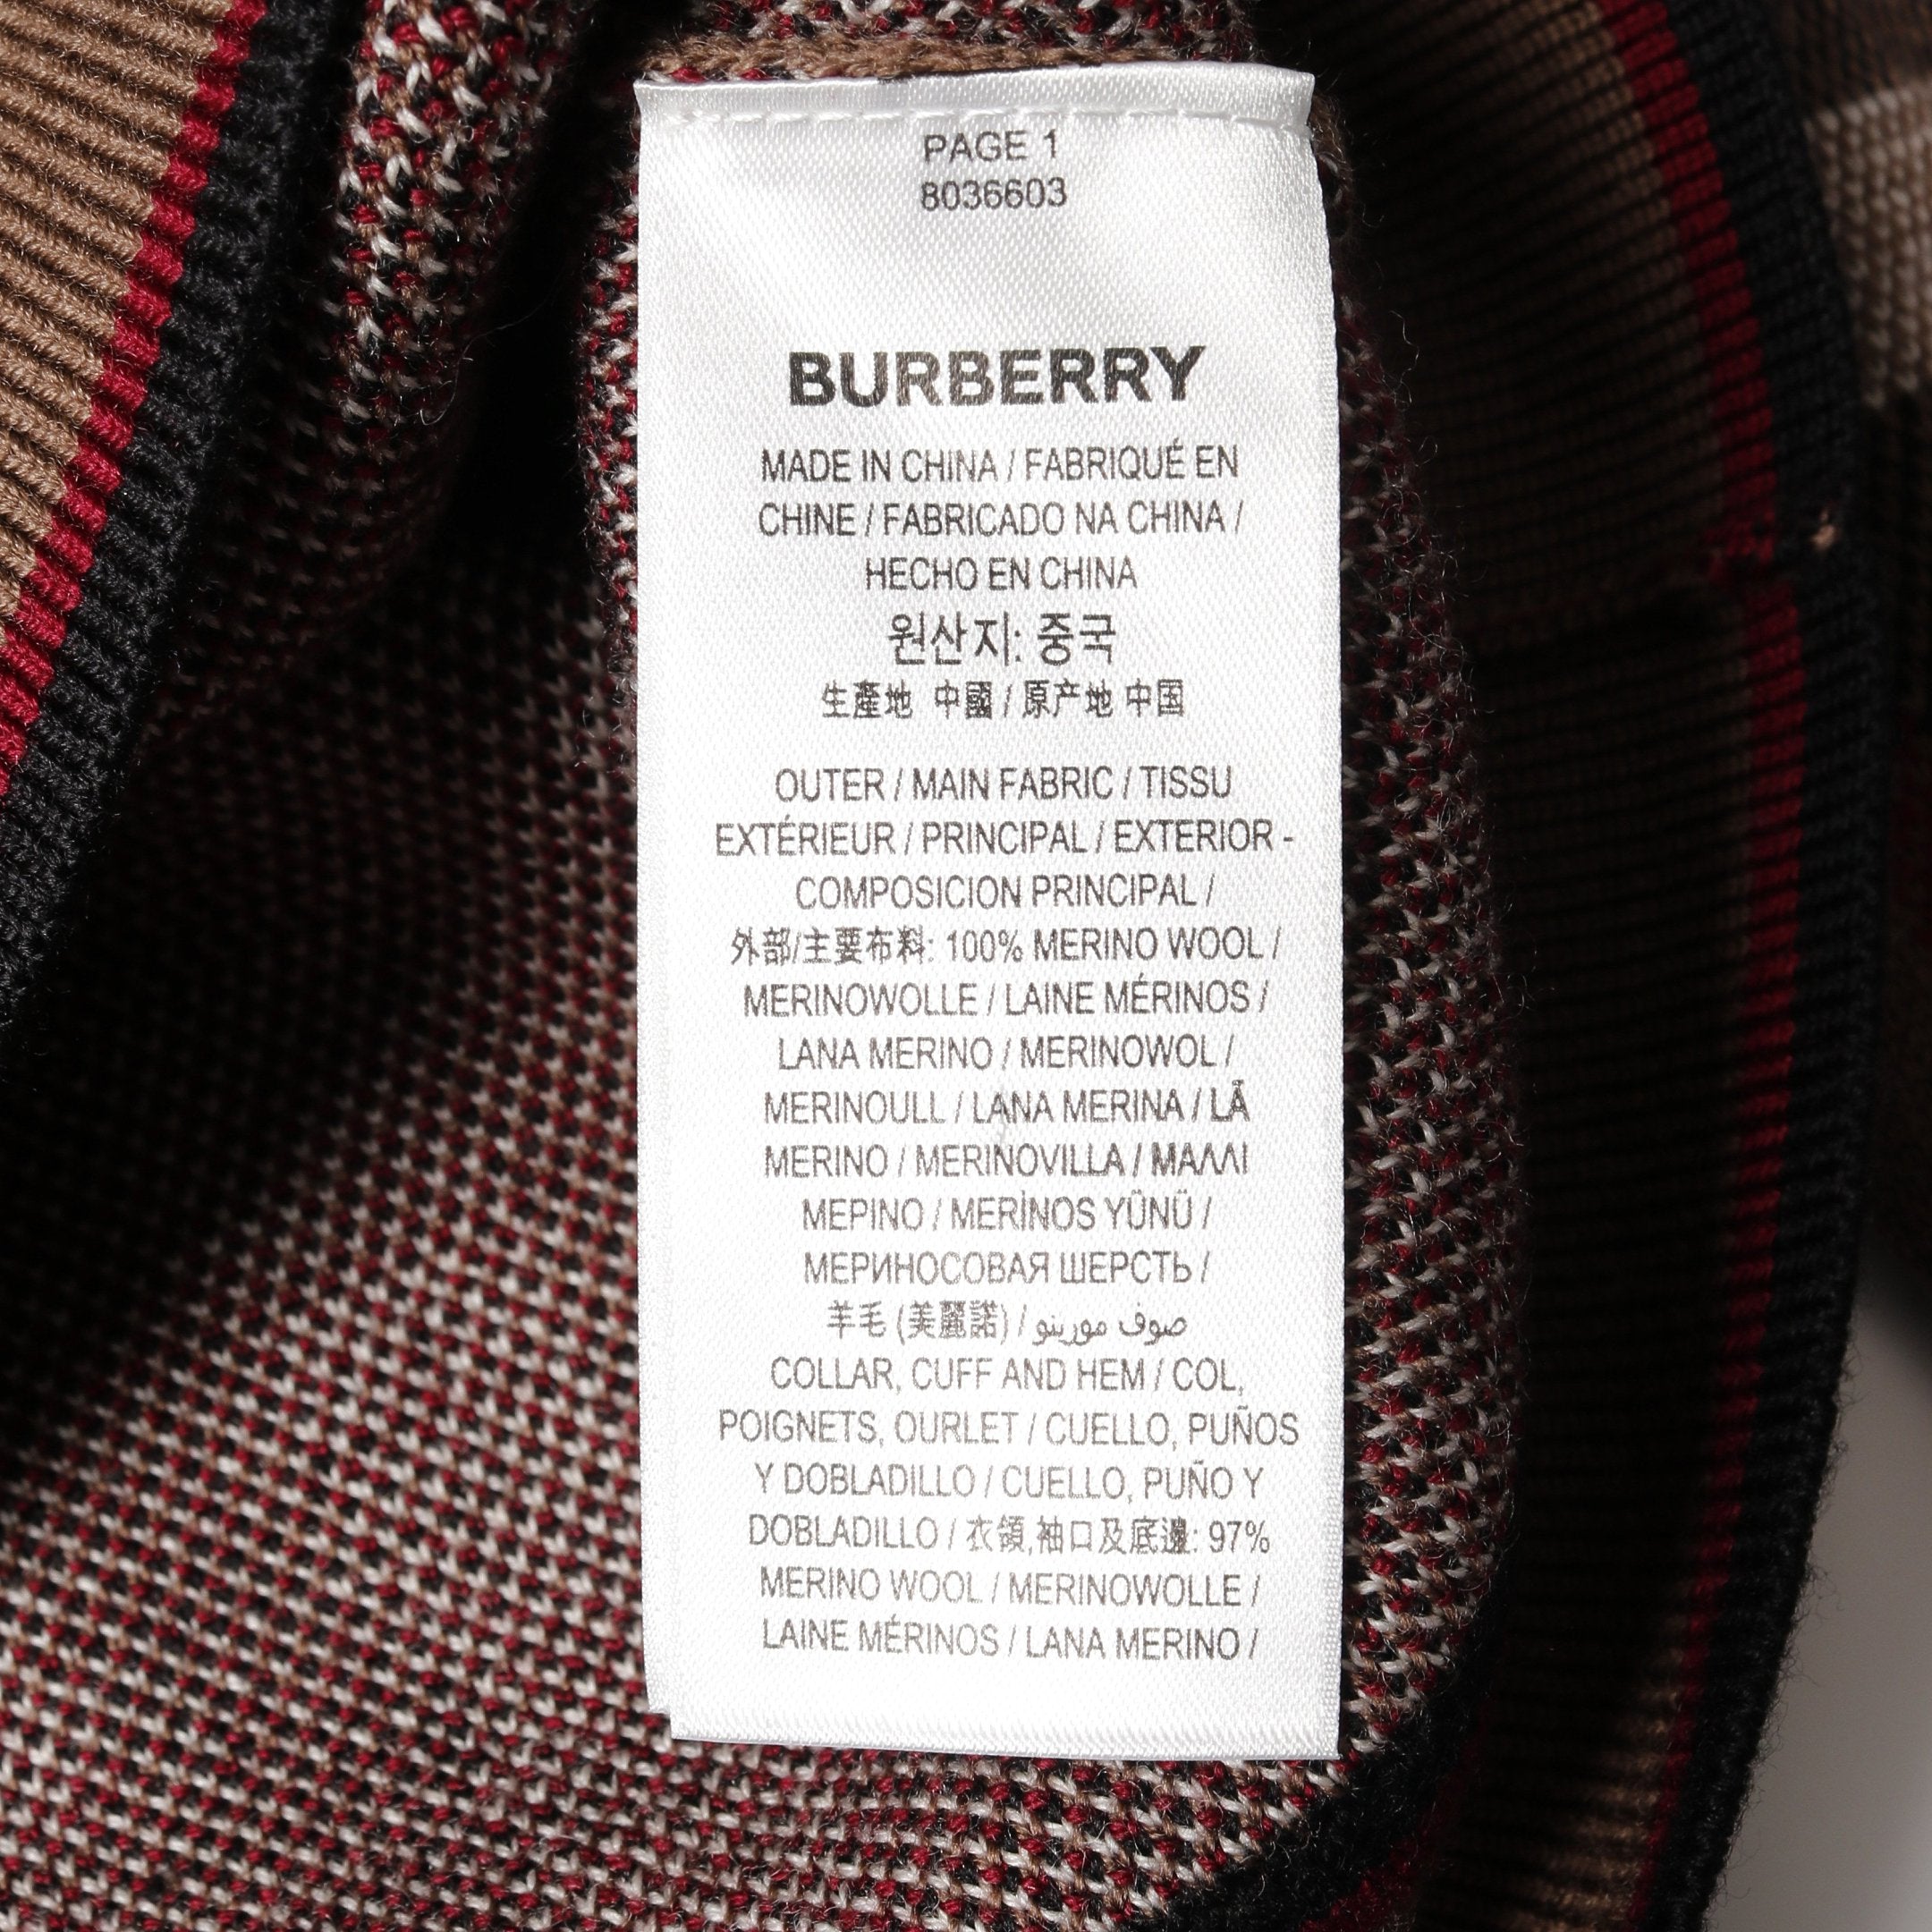 PAGE 1
8036603
BURBERRY
MADE IN CHINA / FABRIQUÉ EN
CHINE / FABRICADO NA CHINA /
HECHO EN CHINA
원산지: 중국
生產地 中國 / 原产地 中国
OUTER / MAIN FABRIC / TISSU
EXTÉRIEUR / PRINCIPAL / EXTERIOR -
COMPOSICION PRINCIPAL /
外部/主要布料: 100% MERINO WOOL /
MERINOWOLLE / LAINE MÉRINOS /
LANA MERINO / MERINOWOL /
MERINOULL / LANA MERINA / LÃ
MERINO / MERINOVILLA / ΜΑΛΛΙ
ΜΕΡΙΝΟ / MERİNOS YÜNÜ /
МЕРИНОСОВАЯ ШЕРСТЬ /
羊毛 (美麗諾) / صوف مورينو
COLLAR, CUFF AND HEM / COL,
POIGNETS, OURLET / CUELLO, PUÑOS
Y DOBLADILLO / CUELLO, PUÑO Y
DOBLADILLO / 衣領,袖口及底邊: 97%
MERINO WOOL / MERINOWOLLE /
LAINE MÉRINOS / LANA MERINO /